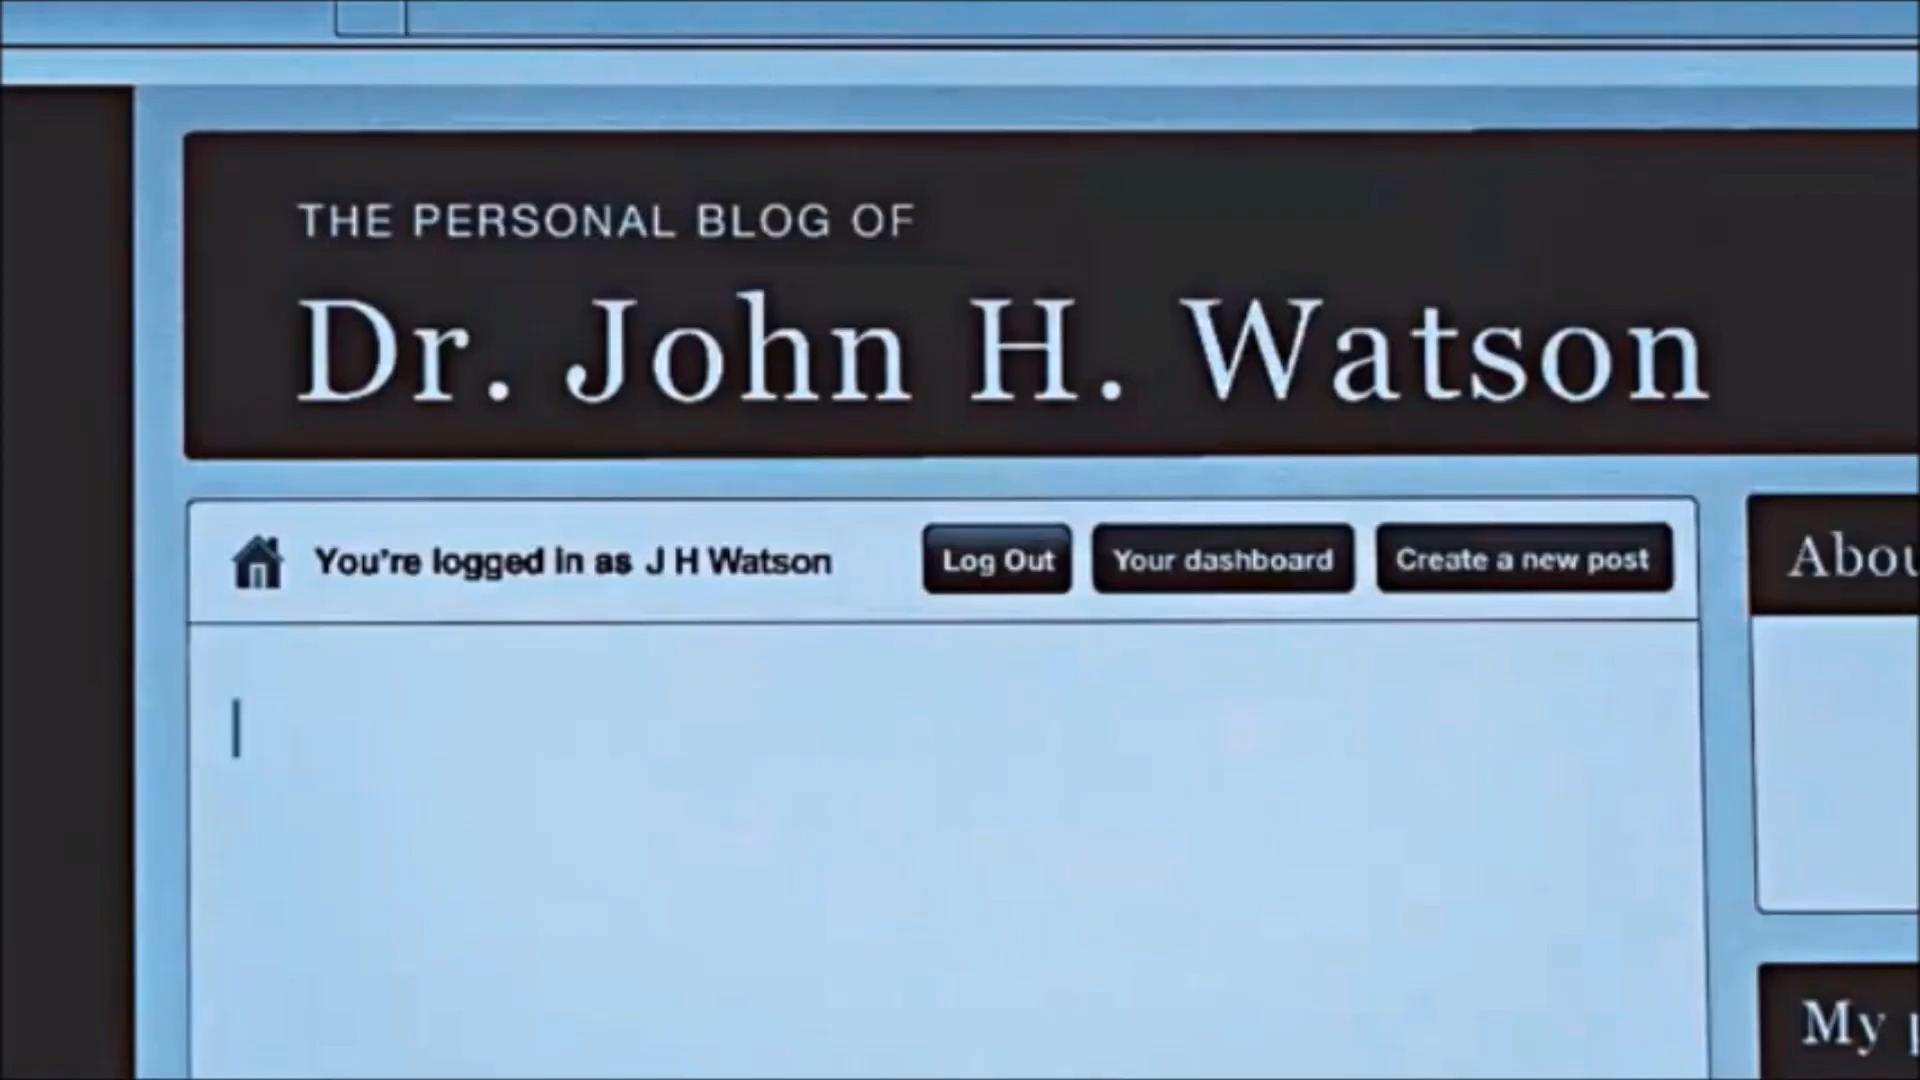 THE PERSONAL BLOG OF
Dr. John H. Watson
You're logged in as J H Watson
Log Out
Your dashboard
Create a new post
My